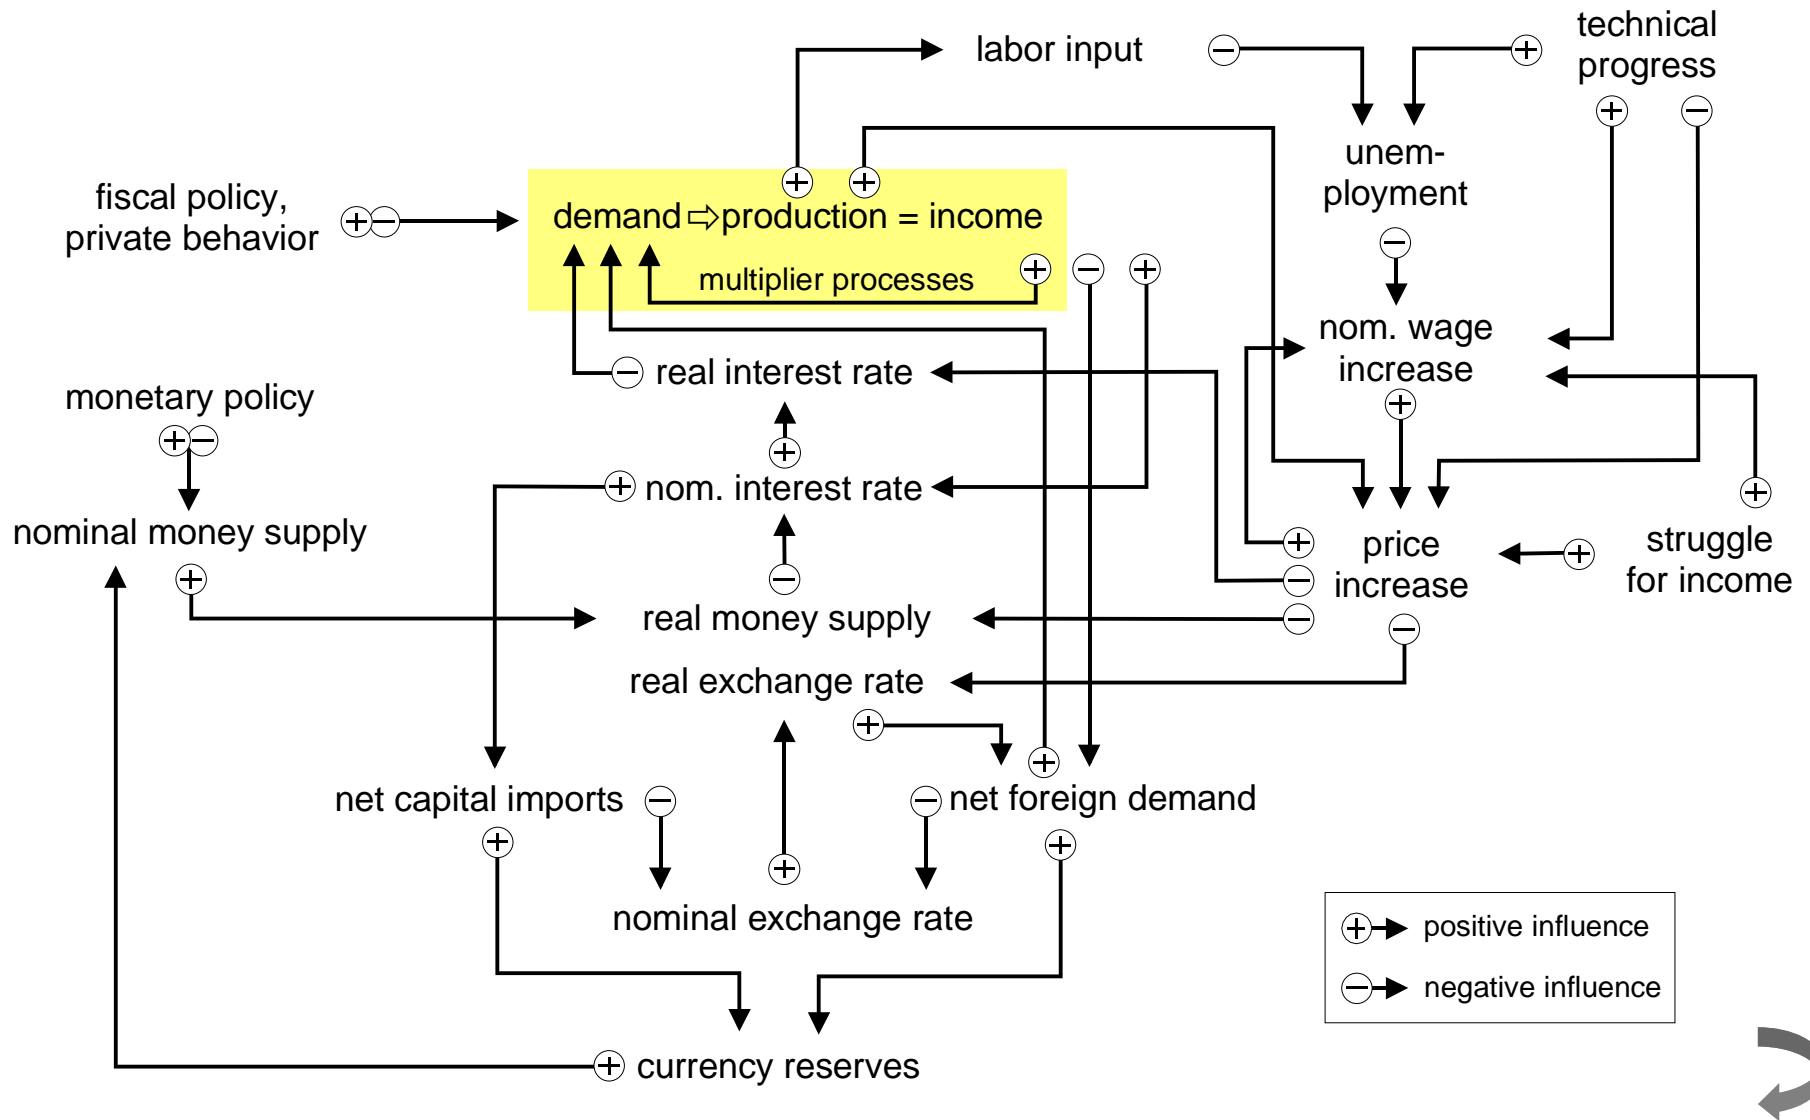 labor input
technical
progress
unem-
ployment
fiscal policy,
private behavior
demand ⇨ production = income
multiplier processes
nom. wage
increase
real interest rate
monetary policy
nom. interest rate
nominal money supply
price
increase
struggle
for income
real money supply
real exchange rate
net capital imports
net foreign demand
nominal exchange rate
positive influence
negative influence
currency reserves